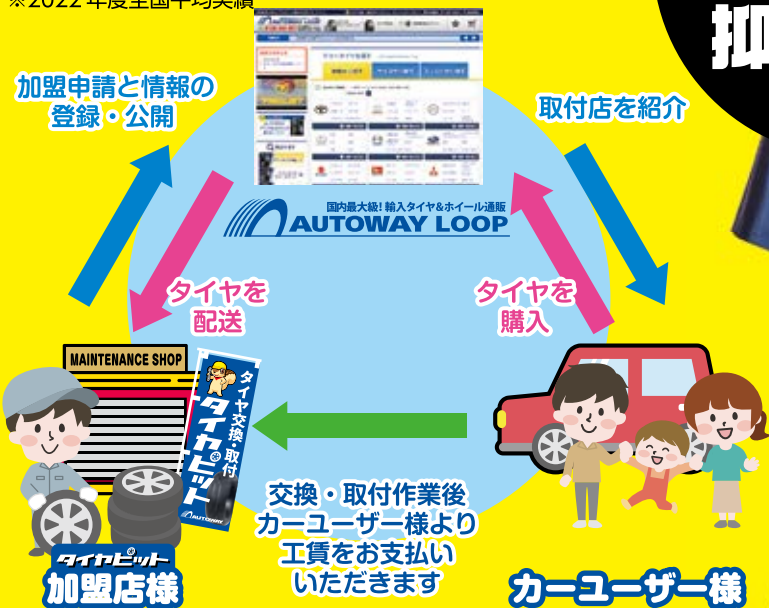 ※2022年度全国平均実績
抑
AUTOWAY LOOP
加盟申請と情報の
登録・公開
取付店を紹介
国内最大級!輸入タイヤ&ホイール通販
AUTOWAY LOOP
タイヤを
配送
タイヤを
購入
MAINTENANCE SHOP
タイヤ交換・取付
タイヤピット
AUTOWAY
交換・取付作業後
カーユーザー様より
工賃をお支払い
いただきます
タイヤピット
加盟店様
カーユーザー様